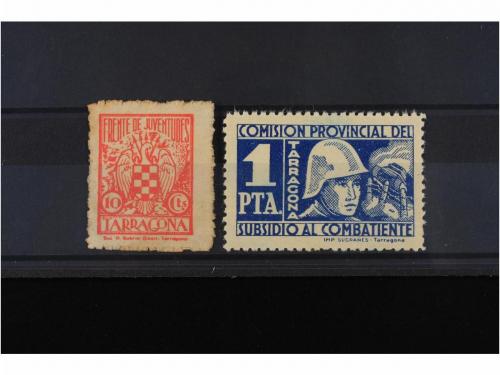 FRENTE DE JUVENTUDES
10 Cts
TARRAGONA
COMISION PROVINCIAL DEL
1
PTA.
TARRAGONA
SUBSIDIO AL COMBATIENTE
IMP. SUGRAÑES - Tarragona